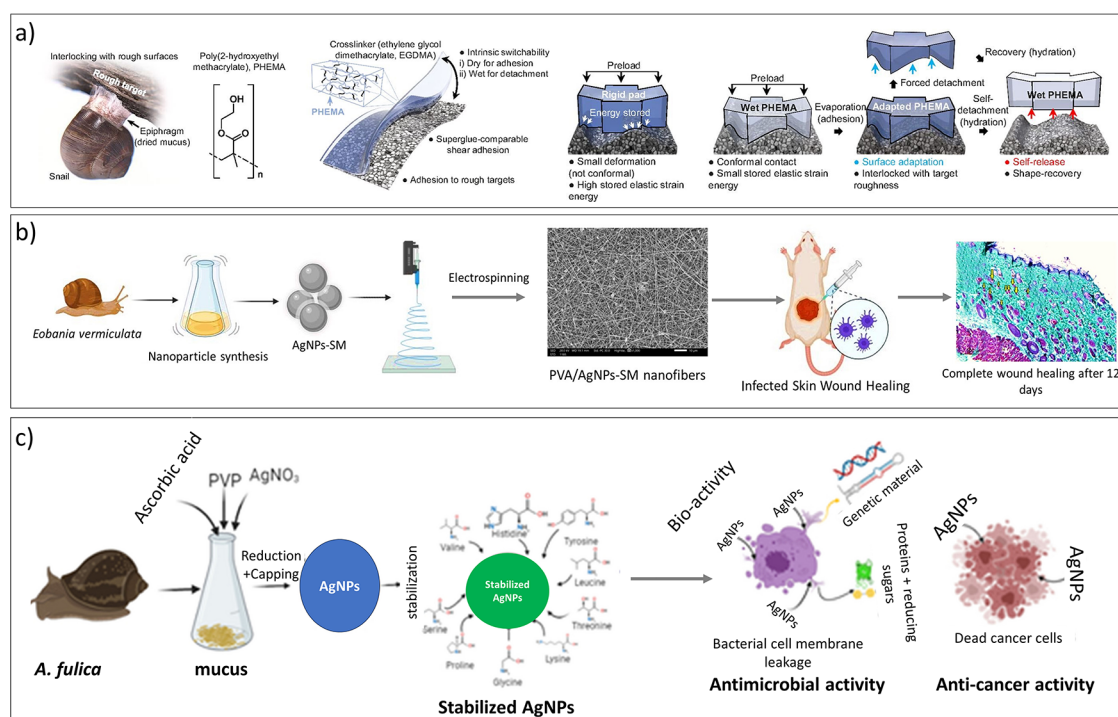 a)
Interlocking with rough surfaces
Rough target
Epiphragm
(dried mucus)
Snail
Poly(2-hydroxyethyl
methacrylate), PHEMA
OH
O
O
n
Crosslinker (ethylene glycol
dimethacrylate, EGDMA)
PHEMA
● Intrinsic switchability
i) Dry for adhesion
ii) Wet for detachment
● Superglue-comparable
shear adhesion
● Adhesion to rough targets
Preload
Rigid pad
Energy stored
● Small deformation
(not conformal)
● High stored elastic strain
energy
Preload
Wet PHEMA
● Conformal contact
● Small stored elastic strain
energy
Evaporation
(adhesion)
Recovery (hydration)
Forced detachment
Adapted PHEMA
● Surface adaptation
● Interlocked with target
roughness
Self-
detachment
(hydration)
Wet PHEMA
● Self-release
● Shape-recovery
b)
Eobania vermiculata
Nanoparticle synthesis
AgNPs-SM
Electrospinning
PVA/AgNPs-SM nanofibers
Infected Skin Wound Healing
Complete wound healing after 12
days
c)
A. fulica
Ascorbic acid
PVP
AgNO₃
mucus
Reduction
+Capping
AgNPs
stabilization
Valine
Histidine
Tyrosine
Leucine
Threonine
Lysine
Glycine
Proline
Serine
Stabilized
AgNPs
Stabilized AgNPs
Bio-activity
AgNPs
AgNPs
AgNPs
Genetic material
Proteins + reducing
sugars
Bacterial cell membrane
leakage
Antimicrobial activity
AgNPs
AgNPs
Dead cancer cells
Anti-cancer activity